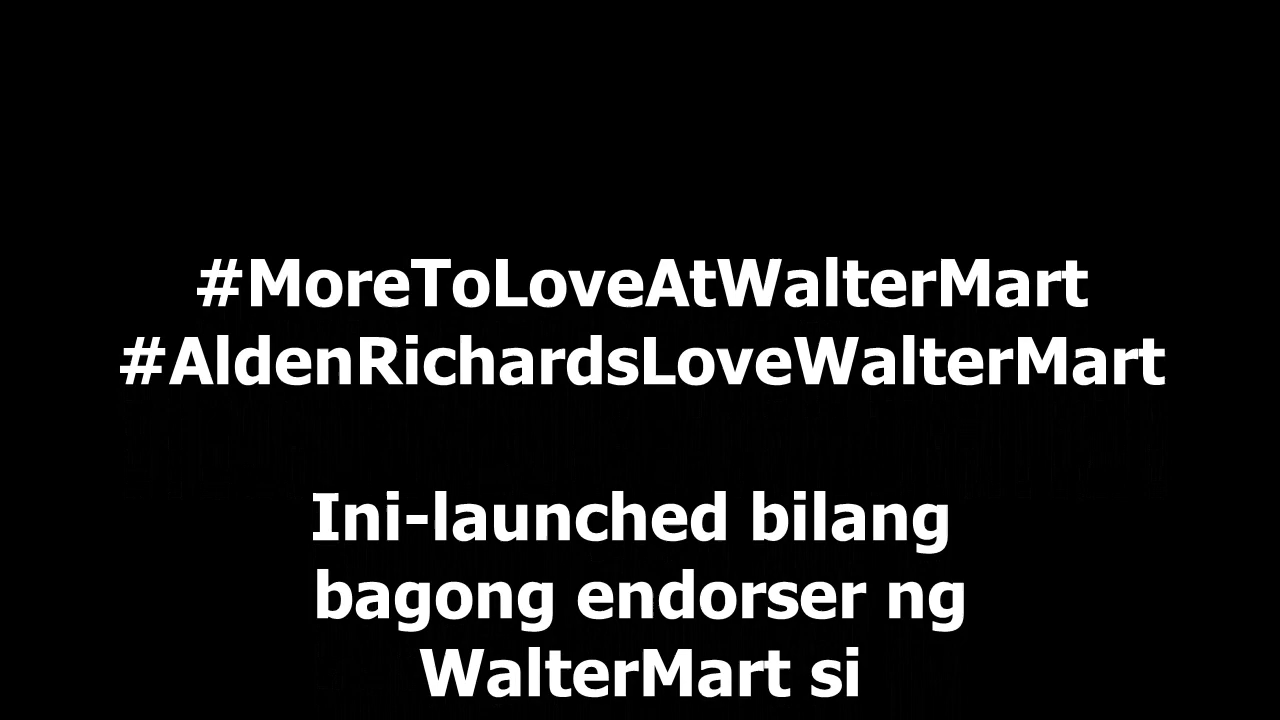 #MoreToLoveAtWalterMart
#AldenRichardsLoveWalterMart
Ini-launched bilang
bagong endorser ng
WalterMart si